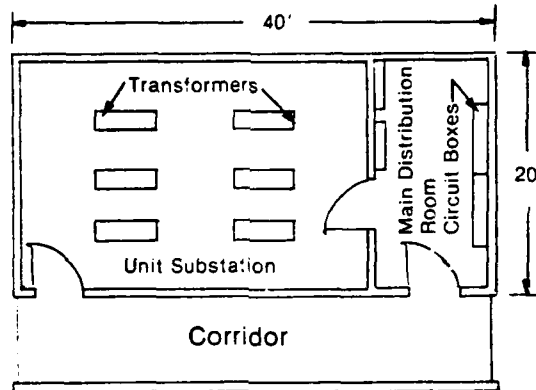 40'
Transformers
Main Distribution
Room
Circuit Boxes
20
Unit Substation
Corridor